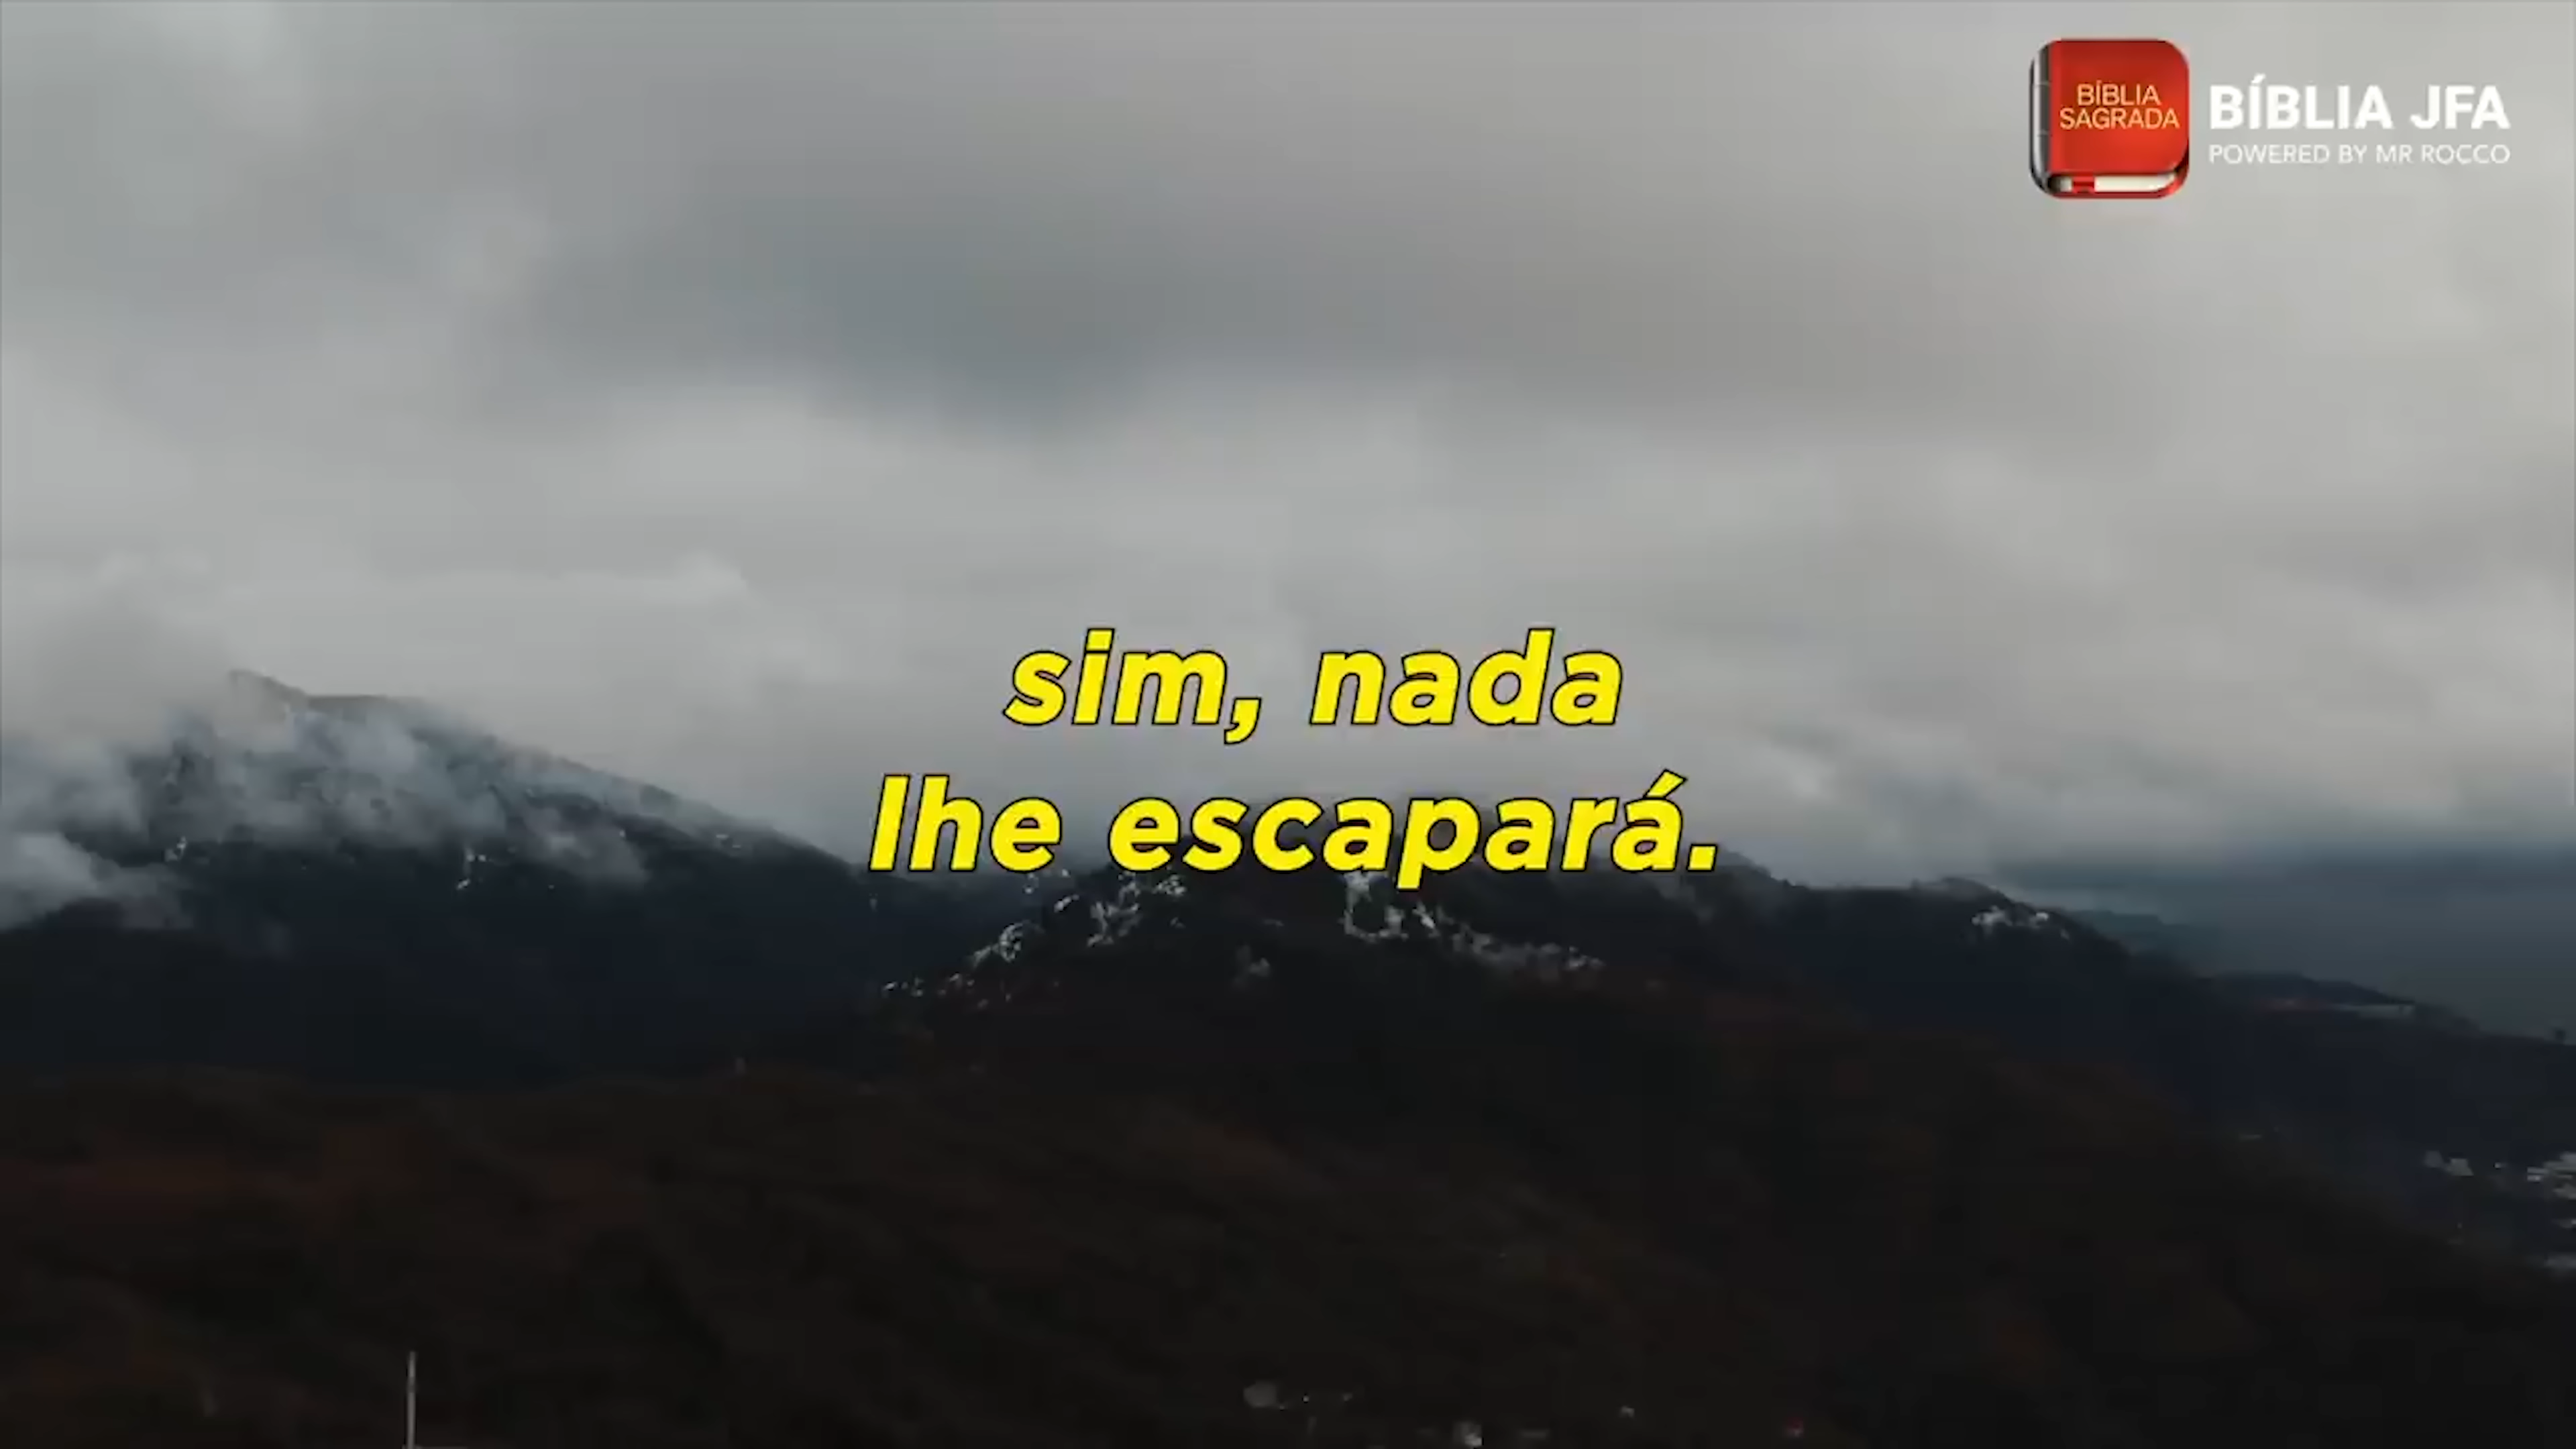 BÍBLIA
SAGRADA
BÍBLIA JFA
POWERED BY MR ROCCO
sim, nada
lhe escapará.